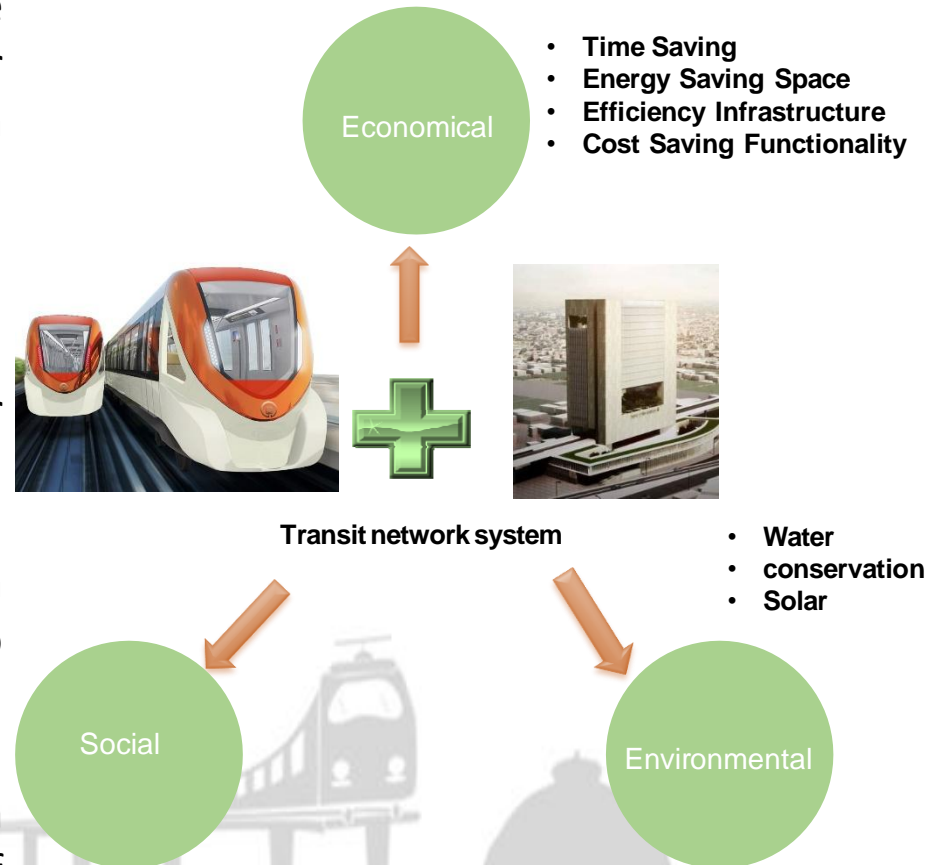 Economical
• Time Saving
• Energy Saving Space
• Efficiency Infrastructure
• Cost Saving Functionality
Transit network system
• Water
• conservation
• Solar
Social
Environmental